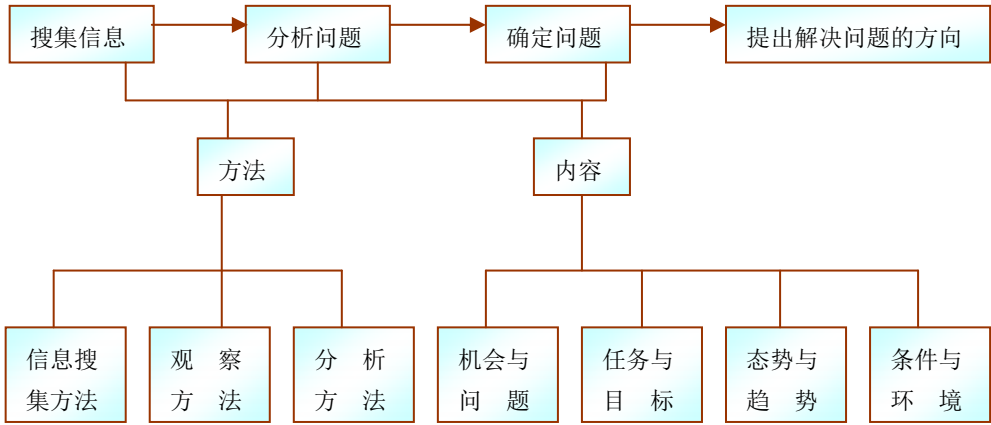 搜集信息
分析问题
确定问题
提出解决问题的方向
方法
内容
信息搜
集方法
观 察
方 法
分 析
方 法
机会与
问 题
任务与
目 标
态势与
趋 势
条件与
环 境